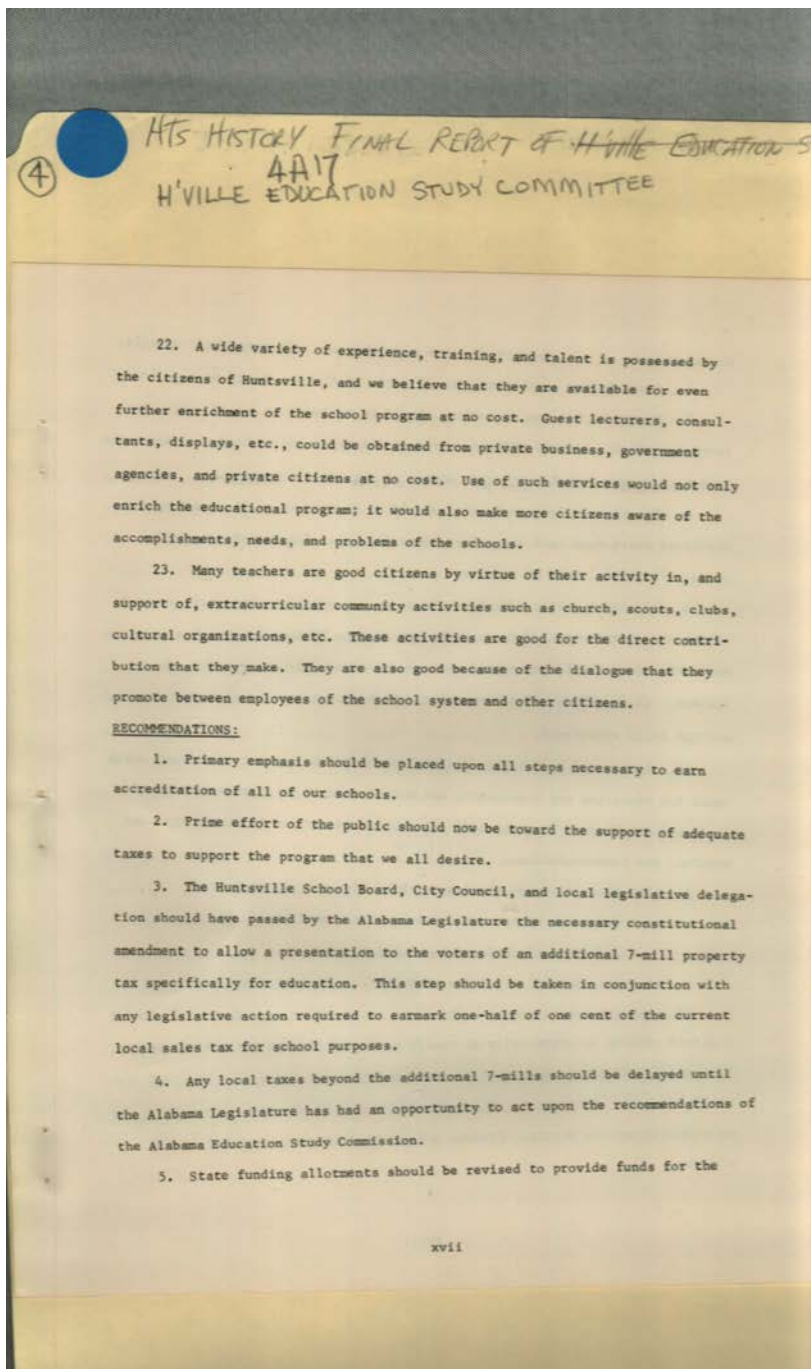 HTS HISTORY FINAL REPORT OF H'ville EDUCATION S
4A17
4
H'VILLE EDUCATION STUDY COMMITTEE
22. A wide variety of experience, training, and talent is possessed by
the citizens of Huntsville, and we believe that they are available for even
further enrichment of the school program at no cost. Guest lecturers, consul-
tants, displays, etc., could be obtained from private business, government
agencies, and private citizens at no cost. Use of such services would not only
enrich the educational program; it would also make more citizens aware of the
accomplishments, needs, and problems of the schools.
23. Many teachers are good citizens by virtue of their activity in, and
support of, extracurricular community activities such as church, scouts, clubs,
cultural organizations, etc. These activities are good for the direct contri-
bution that they make. They are also good because of the dialogue that they
promote between employees of the school system and other citizens.
RECOMMENDATIONS:
1. Primary emphasis should be placed upon all steps necessary to earn
accreditation of all of our schools.
2. Prime effort of the public should now be toward the support of adequate
taxes to support the program that we all desire.
3. The Huntsville School Board, City Council, and local legislative delega-
tion should have passed by the Alabama Legislature the necessary constitutional
amendment to allow a presentation to the voters of an additional 7-mill property
tax specifically for education. This step should be taken in conjunction with
any legislative action required to earmark one-half of one cent of the current
local sales tax for school purposes.
4. Any local taxes beyond the additional 7-mills should be delayed until
the Alabama Legislature has had an opportunity to act upon the recommendations of
the Alabama Education Study Commission.
5. State funding allotments should be revised to provide funds for the
xvii